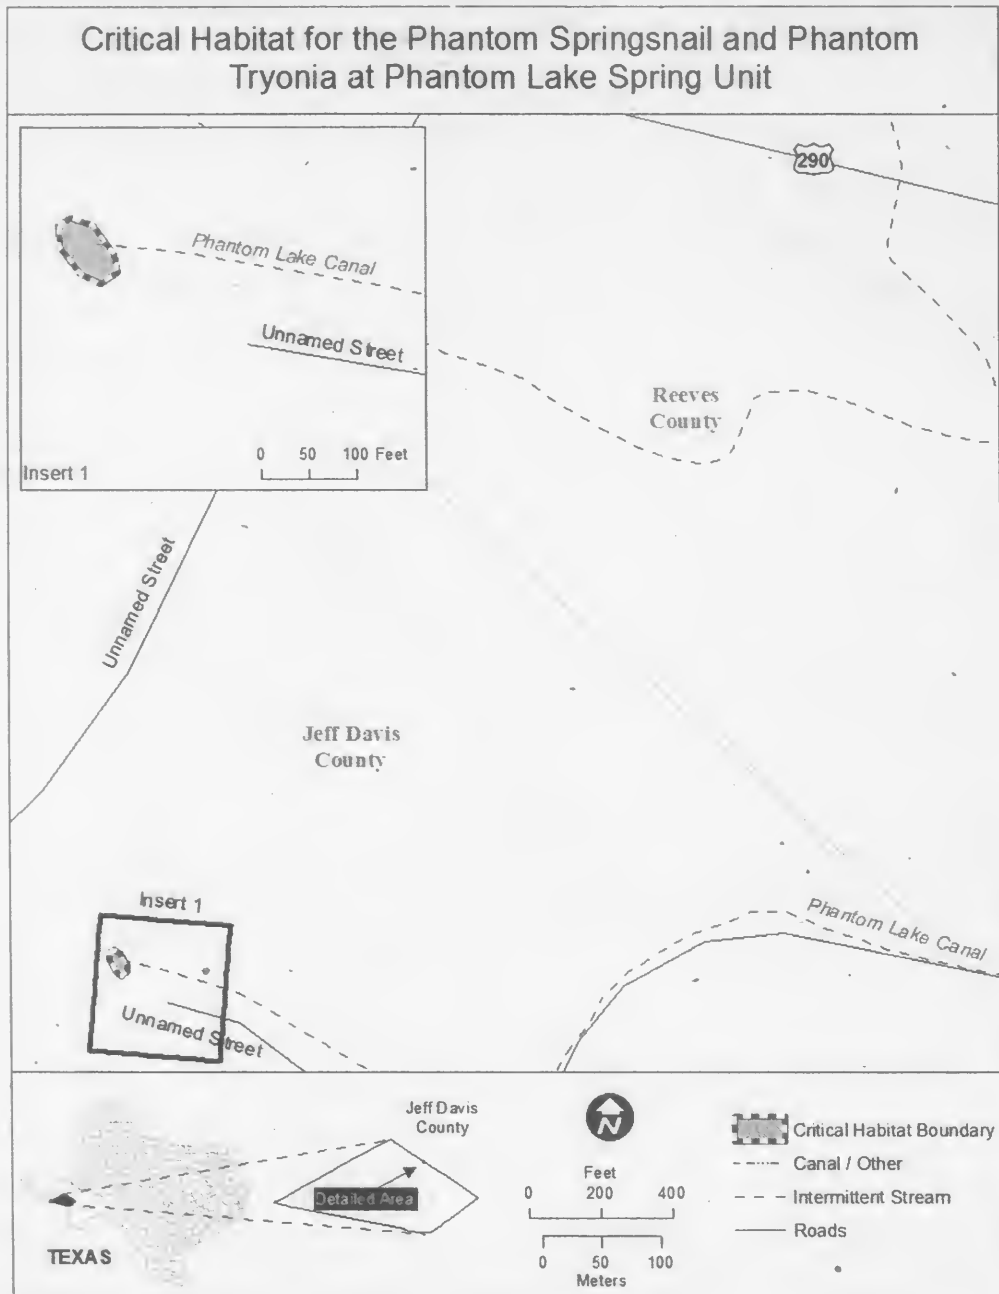 Critical Habitat for the Phantom Springsnail and Phantom
Tryonia at Phantom Lake Spring Unit
290
Phantom Lake Canal
Unnamed Street
0 50 100 Feet
Insert 1
Reeves
County
Unnamed Street
Jeff Davis
County
Insert 1
Unnamed Street
Phantom Lake Canal
Jeff Davis
County
Detailed Area
TEXAS
N
Feet
0 200 400
0 50 100
Meters
Critical Habitat Boundary
Canal / Other
Intermittent Stream
Roads